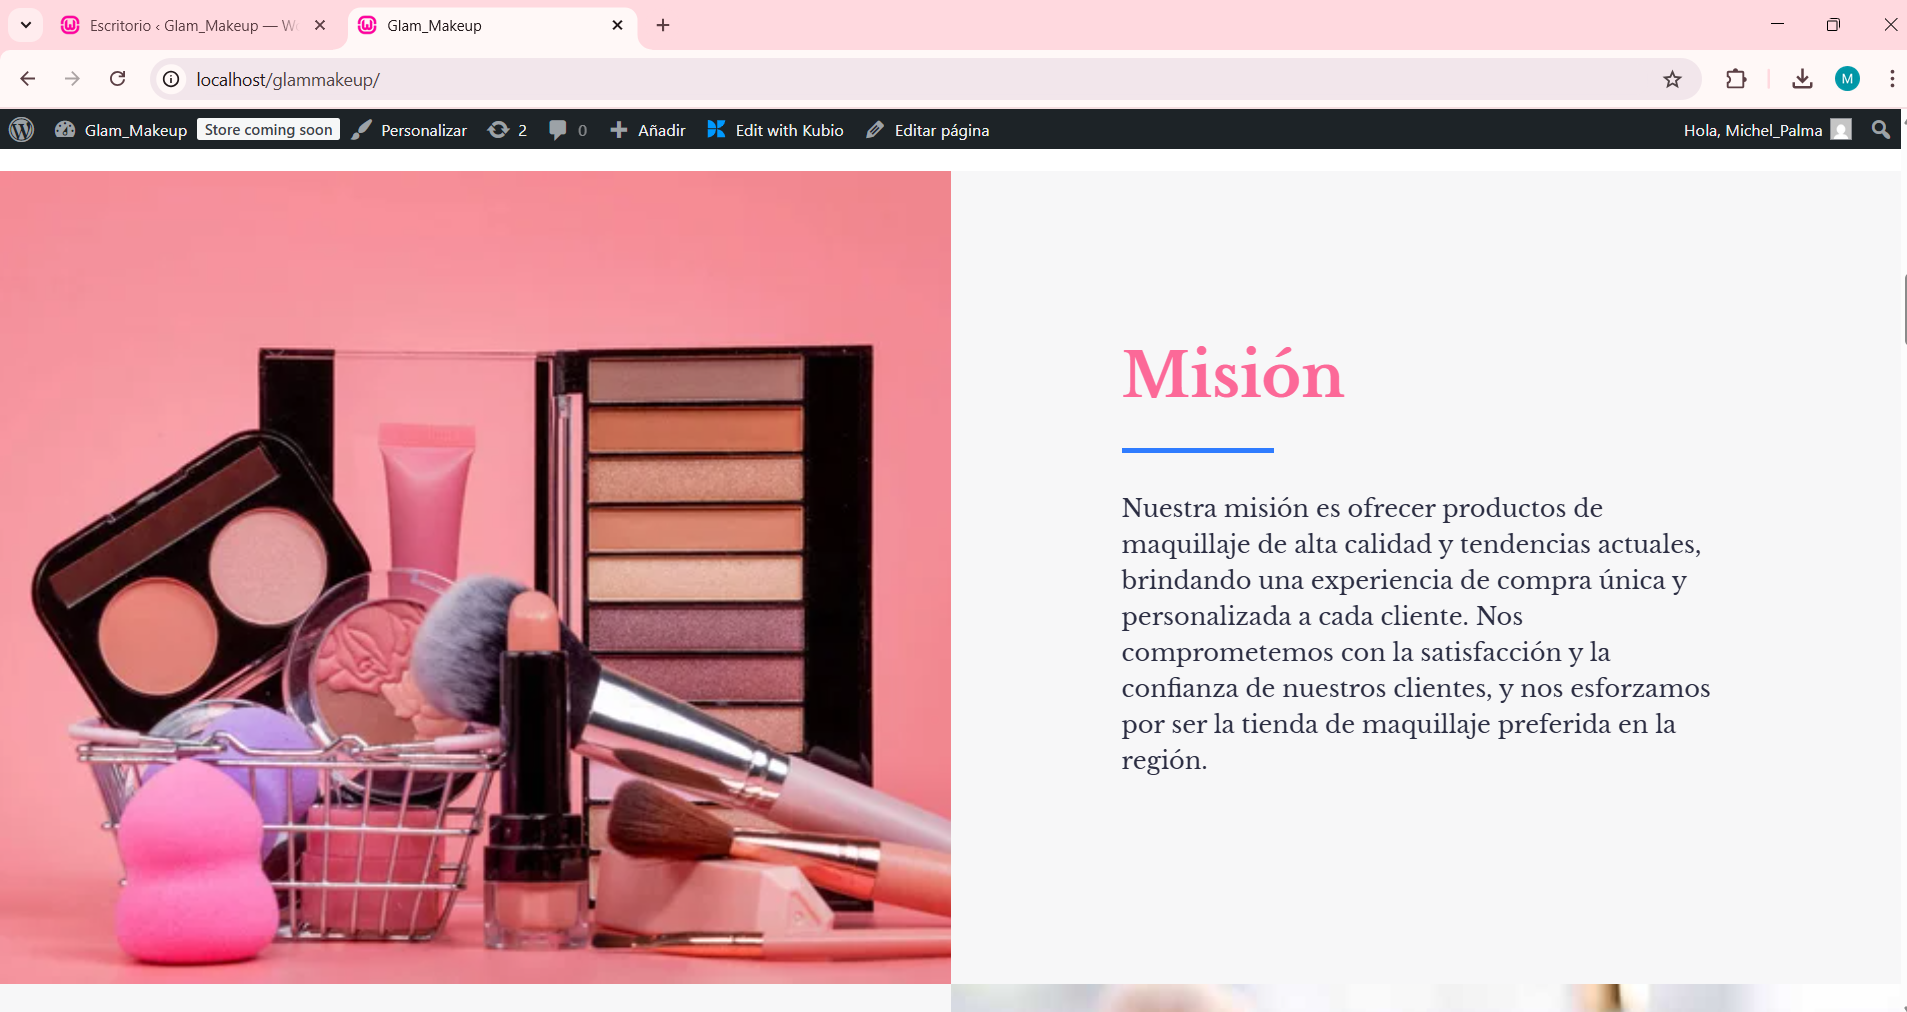 Escritorio ‹ Glam_Makeup — W
Glam_Makeup
localhost/glammakeup/
M
Glam_Makeup
Store coming soon
Personalizar
2
0
Añadir
Edit with Kubio
Editar página
Hola, Michel_Palma
Misión
Nuestra misión es ofrecer productos de
maquillaje de alta calidad y tendencias actuales,
brindando una experiencia de compra única y
personalizada a cada cliente. Nos
comprometemos con la satisfacción y la
confianza de nuestros clientes, y nos esforzamos
por ser la tienda de maquillaje preferida en la
región.